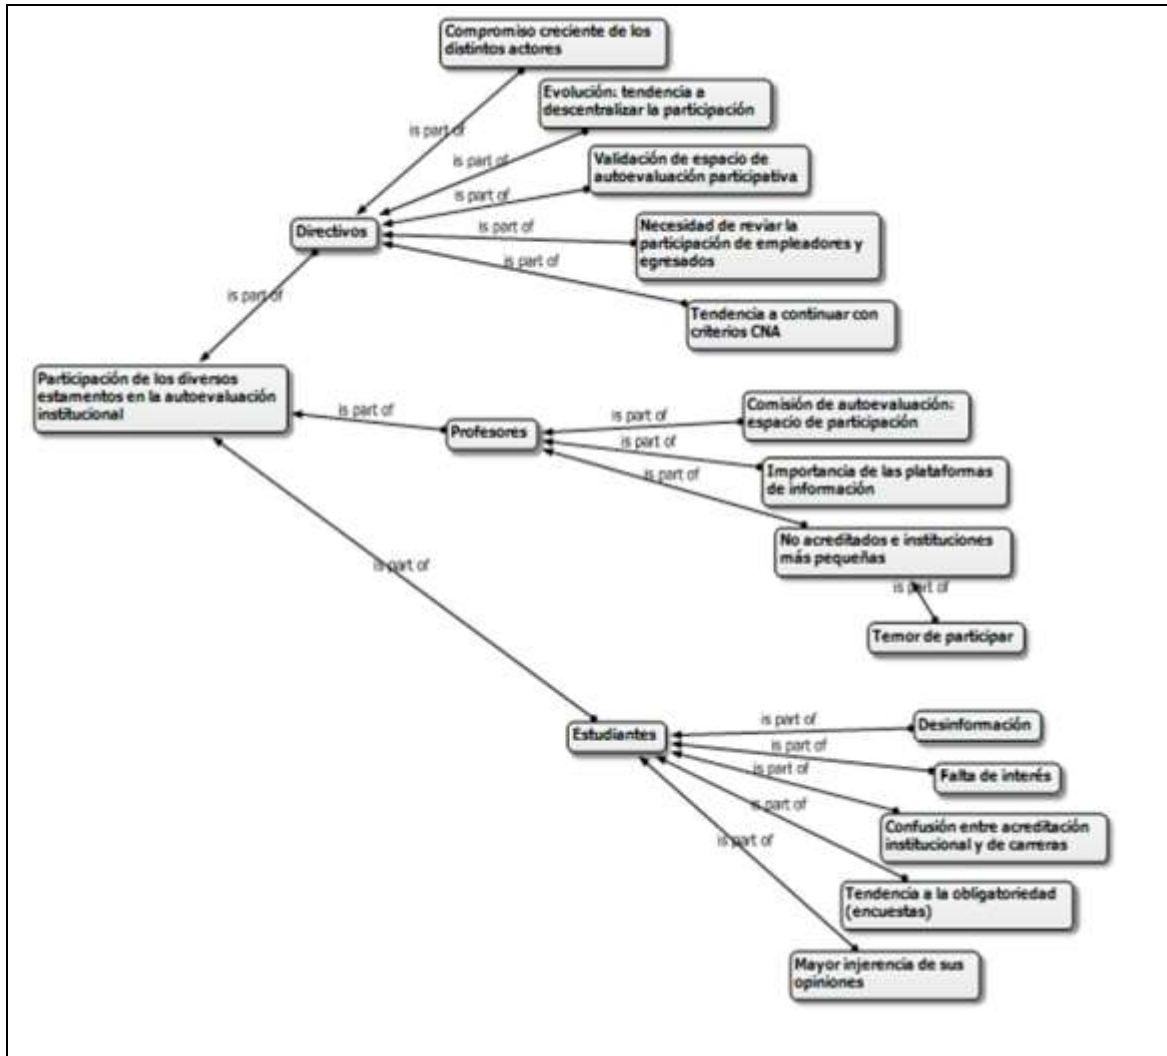 Compromiso creciente de los
distintos actores
Evolución: tendencia a
descentralizar la participación
is part of
is part of
Validación de espacio de
autoevaluación participativa
is part of
Directivos
is part of
Necesidad de reviar la
participación de empleadores y
egresados
is part of
is part of
Tendencia a continuar con
criterios CNA
Participación de los diversos
estamentos en la autoevaluación
institucional
is part of
Profesores
is part of
Comisión de autoevaluación:
espacio de participación
is part of
Importancia de las plataformas
de información
is part of
No acreditados e instituciones
más pequeñas
is part of
is part of
Temor de participar
Estudiantes
is part of
Desinformación
is part of
Falta de interés
is part of
Confusión entre acreditación
institucional y de carreras
is part of
is part of
Tendencia a la obligatoriedad
(encuestas)
Mayor injerencia de sus
opiniones